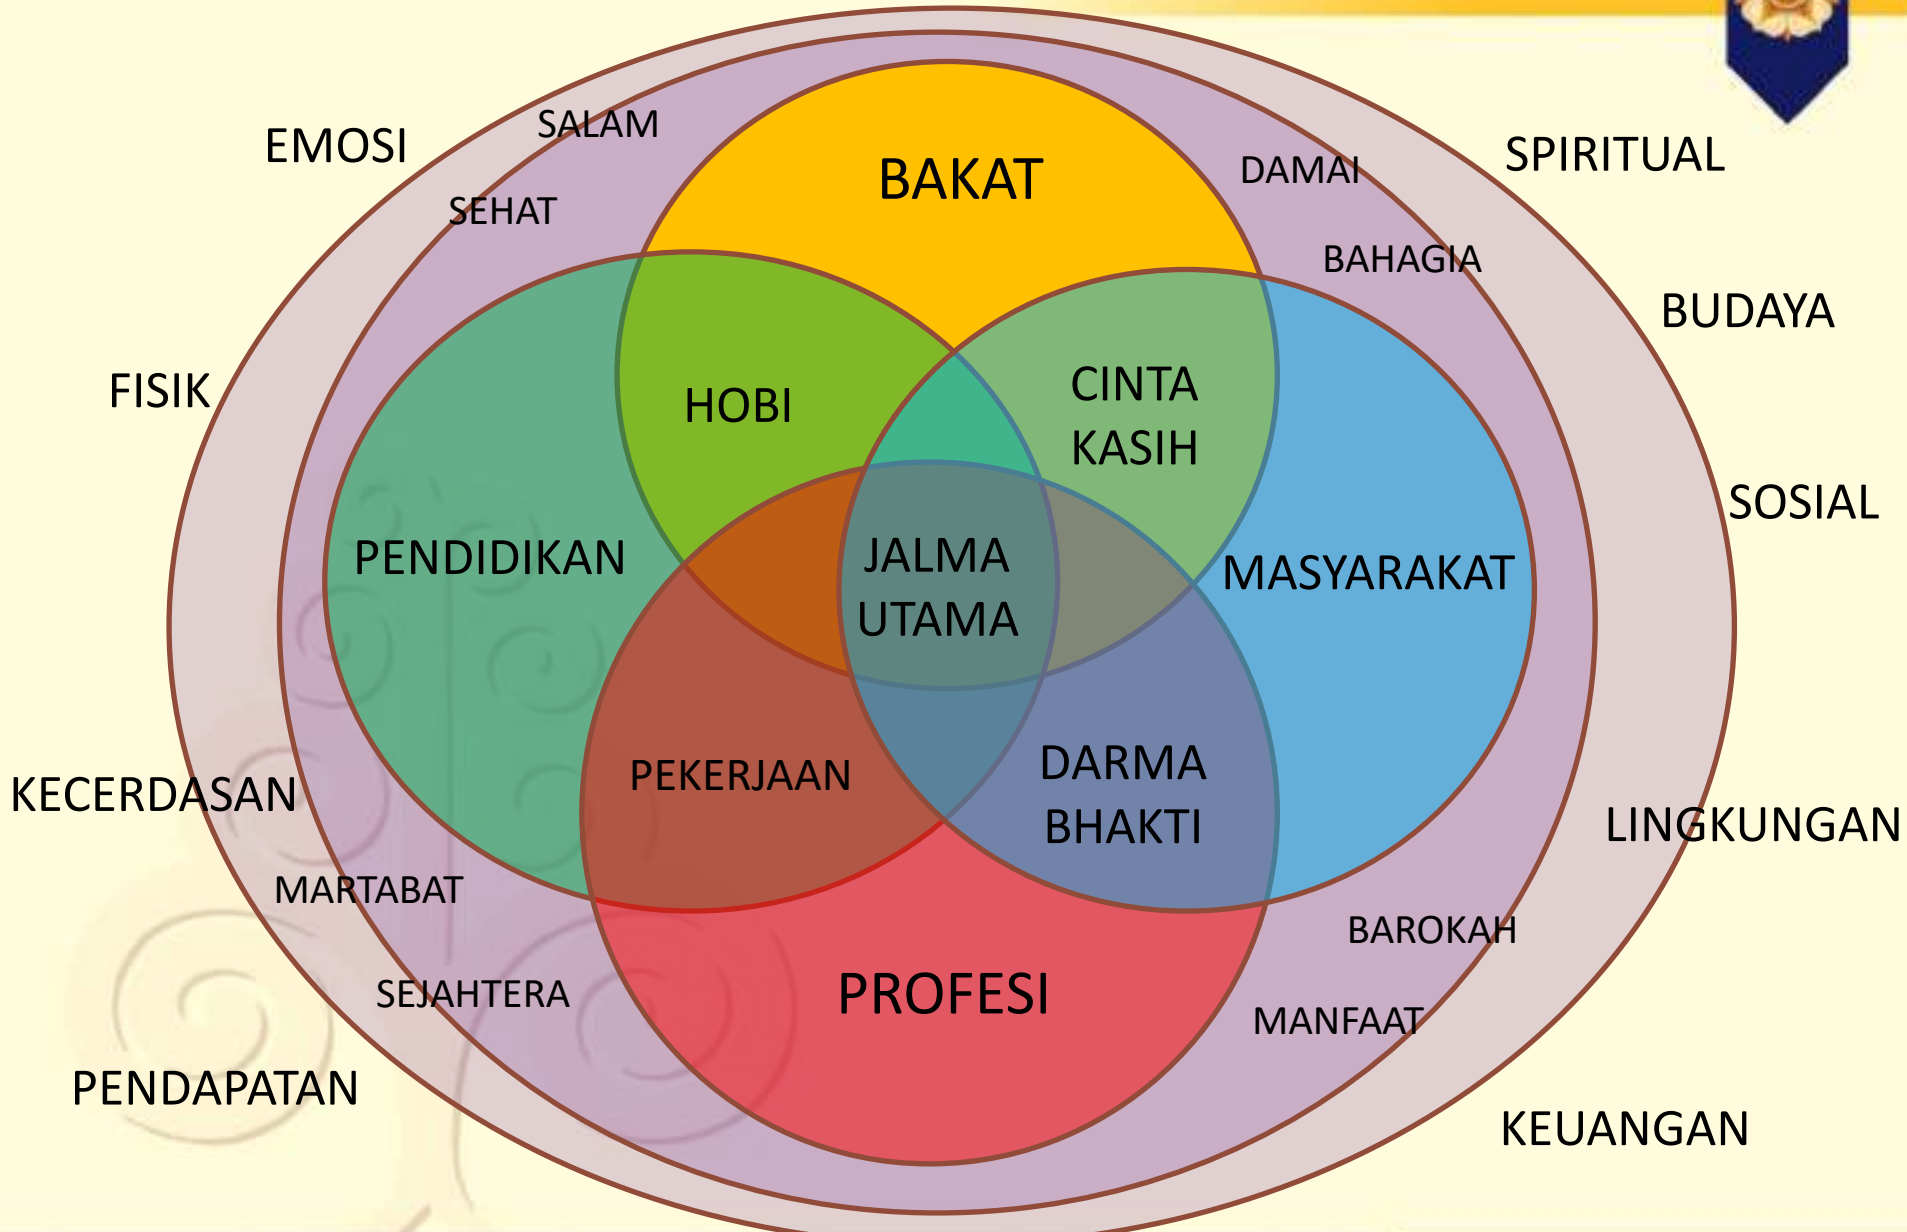 SALAM
EMOSI
SPIRITUAL
BAKAT
DAMAI
SEHAT
BAHAGIA
BUDAYA
FISIK
HOBI
CINTA
KASIH
SOSIAL
PENDIDIKAN
JALMA
UTAMA
MASYARAKAT
KECERDASAN
PEKERJAAN
DARMA
BHAKTI
LINGKUNGAN
MARTABAT
BAROKAH
SEJAHTERA
PROFESI
MANFAAT
PENDAPATAN
KEUANGAN